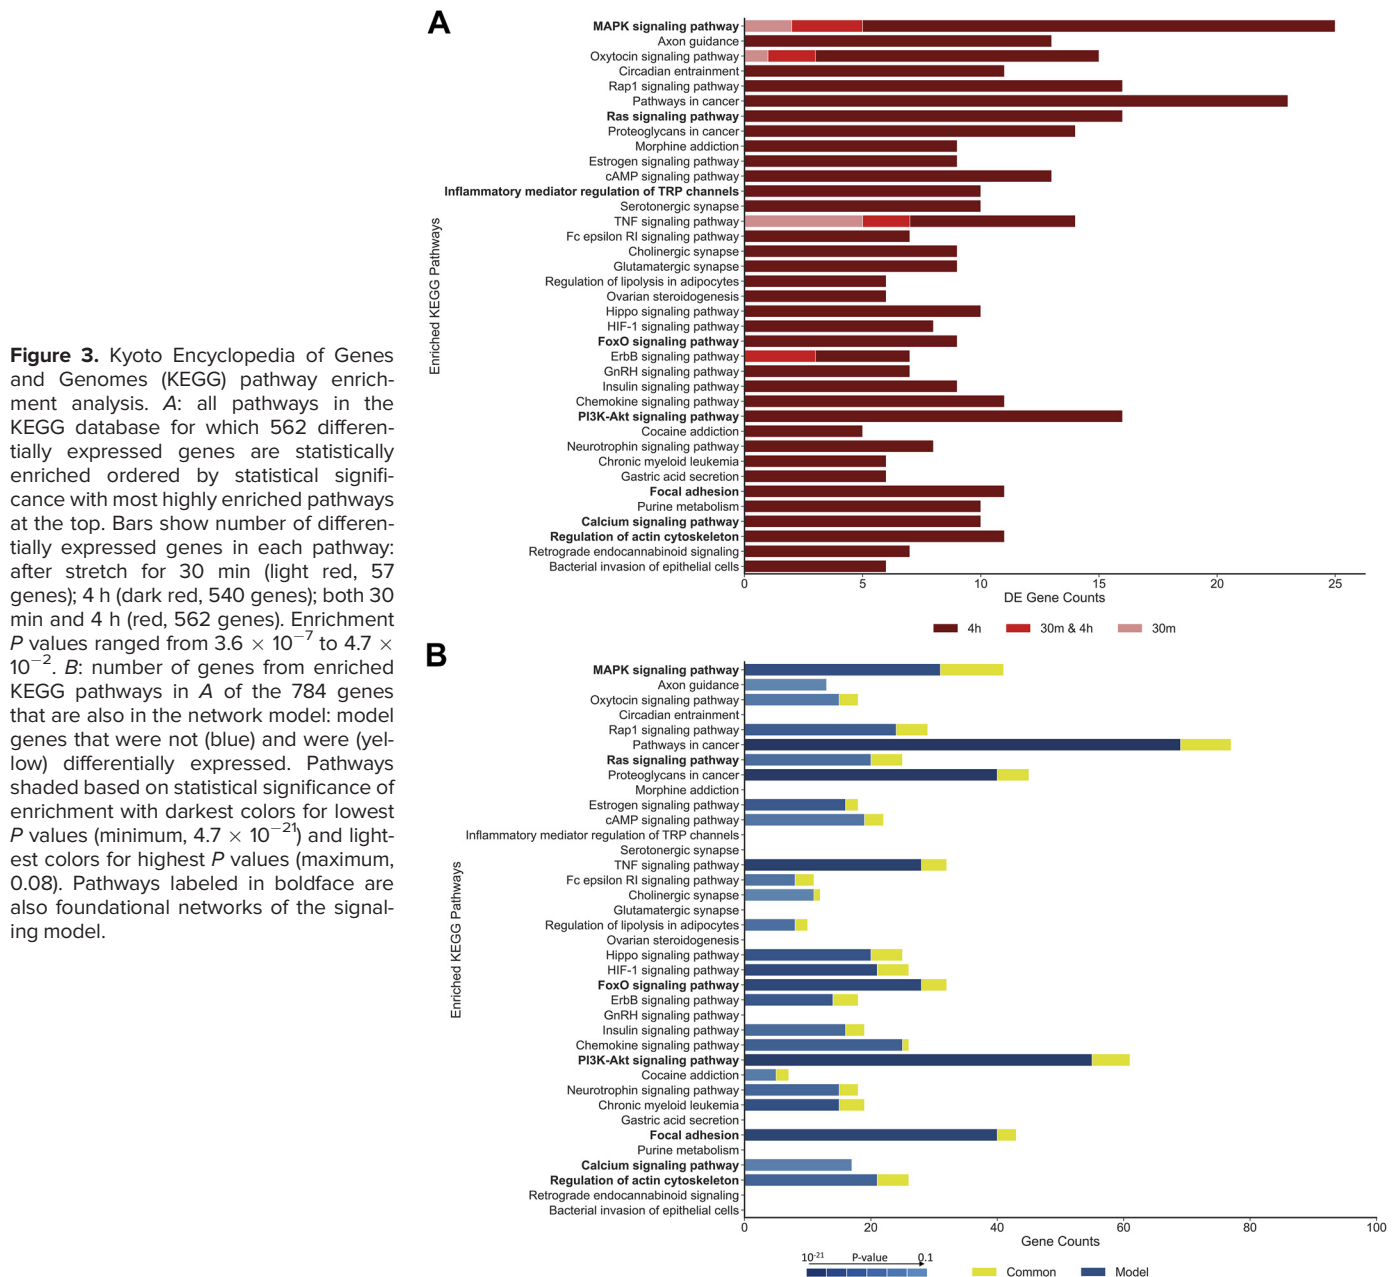 Figure 3. Kyoto Encyclopedia of Genes
and Genomes (KEGG) pathway enrich-
ment analysis. A: all pathways in the
KEGG database for which 562 differen-
tially expressed genes are statistically
enriched ordered by statistical signifi-
cance with most highly enriched pathways
at the top. Bars show number of differen-
tially expressed genes in each pathway:
after stretch for 30 min (light red, 57
genes); 4 h (dark red, 540 genes); both 30
min and 4 h (red, 562 genes). Enrichment
P values ranged from 3.6 × 10−7 to 4.7 ×
10−2. B: number of genes from enriched
KEGG pathways in A of the 784 genes
that are also in the network model: model
genes that were not (blue) and were (yel-
low) differentially expressed. Pathways
shaded based on statistical significance of
enrichment with darkest colors for lowest
P values (minimum, 4.7 × 10−21) and light-
est colors for highest P values (maximum,
0.08). Pathways labeled in boldface are
also foundational networks of the signal-
ing model.
A
Enriched KEGG Pathways
MAPK signaling pathway
Axon guidance
Oxytocin signaling pathway
Circadian entrainment
Rap1 signaling pathway
Pathways in cancer
Ras signaling pathway
Proteoglycans in cancer
Morphine addiction
Estrogen signaling pathway
cAMP signaling pathway
Inflammatory mediator regulation of TRP channels
Serotonergic synapse
TNF signaling pathway
Fc epsilon RI signaling pathway
Cholinergic synapse
Glutamatergic synapse
Regulation of lipolysis in adipocytes
Ovarian steroidogenesis
Hippo signaling pathway
HIF-1 signaling pathway
FoxO signaling pathway
ErbB signaling pathway
GnRH signaling pathway
Insulin signaling pathway
Chemokine signaling pathway
PI3K-Akt signaling pathway
Cocaine addiction
Neurotrophin signaling pathway
Chronic myeloid leukemia
Gastric acid secretion
Focal adhesion
Purine metabolism
Calcium signaling pathway
Regulation of actin cytoskeleton
Retrograde endocannabinoid signaling
Bacterial invasion of epithelial cells
0 5 10 15 20 25
DE Gene Counts
4h 30m & 4h 30m
B
Enriched KEGG Pathways
MAPK signaling pathway
Axon guidance
Oxytocin signaling pathway
Circadian entrainment
Rap1 signaling pathway
Pathways in cancer
Ras signaling pathway
Proteoglycans in cancer
Morphine addiction
Estrogen signaling pathway
cAMP signaling pathway
Inflammatory mediator regulation of TRP channels
Serotonergic synapse
TNF signaling pathway
Fc epsilon RI signaling pathway
Cholinergic synapse
Glutamatergic synapse
Regulation of lipolysis in adipocytes
Ovarian steroidogenesis
Hippo signaling pathway
HIF-1 signaling pathway
FoxO signaling pathway
ErbB signaling pathway
GnRH signaling pathway
Insulin signaling pathway
Chemokine signaling pathway
PI3K-Akt signaling pathway
Cocaine addiction
Neurotrophin signaling pathway
Chronic myeloid leukemia
Gastric acid secretion
Focal adhesion
Purine metabolism
Calcium signaling pathway
Regulation of actin cytoskeleton
Retrograde endocannabinoid signaling
Bacterial invasion of epithelial cells
0 20 40 60 80 100
Gene Counts
10-21 P-value 0.1
Common Model